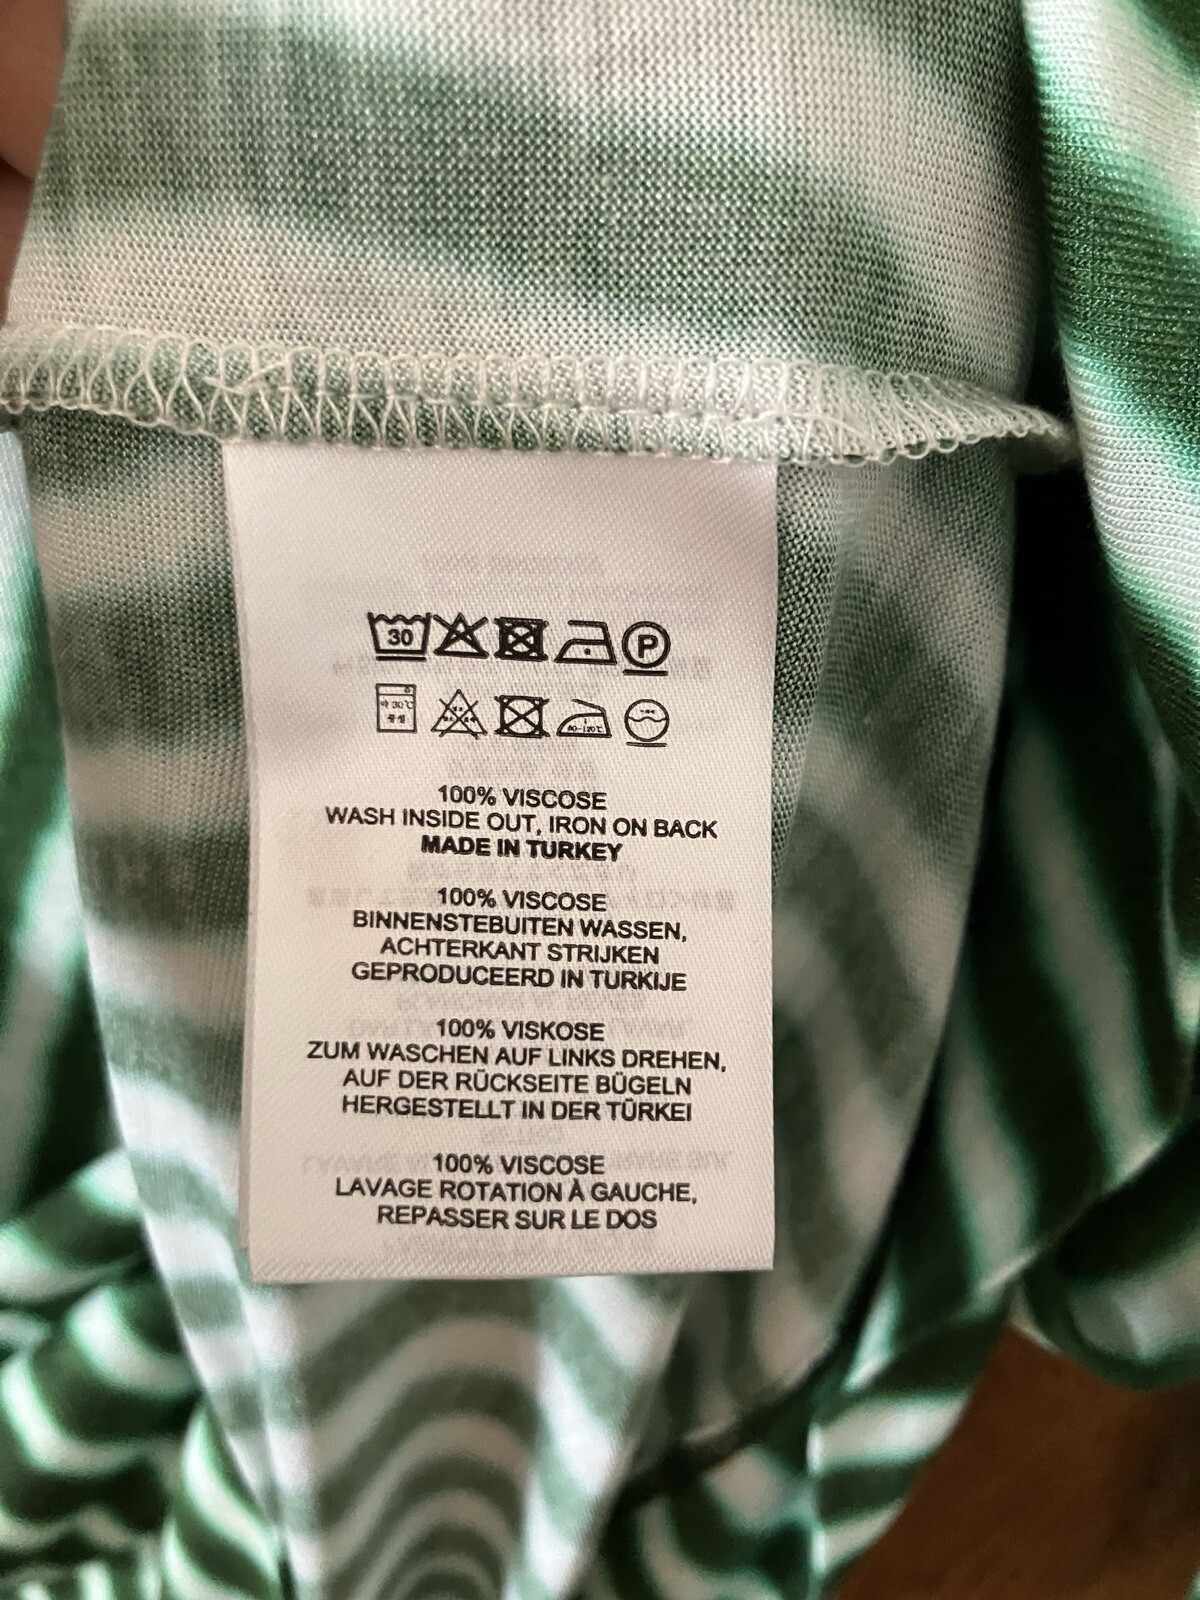 30 P
100% VISCOSE
WASH INSIDE OUT, IRON ON BACK
MADE IN TURKEY
100% VISCOSE
BINNENSTEBUITEN WASSEN,
ACHTERKANT STRIJKEN
GEPRODUCEERD IN TURKIJE
100% VISKOSE
ZUM WASCHEN AUF LINKS DREHEN,
AUF DER RÜCKSEITE BÜGELN
HERGESTELLT IN DER TÜRKEI
100% VISCOSE
LAVAGE ROTATION À GAUCHE,
REPASSER SUR LE DOS